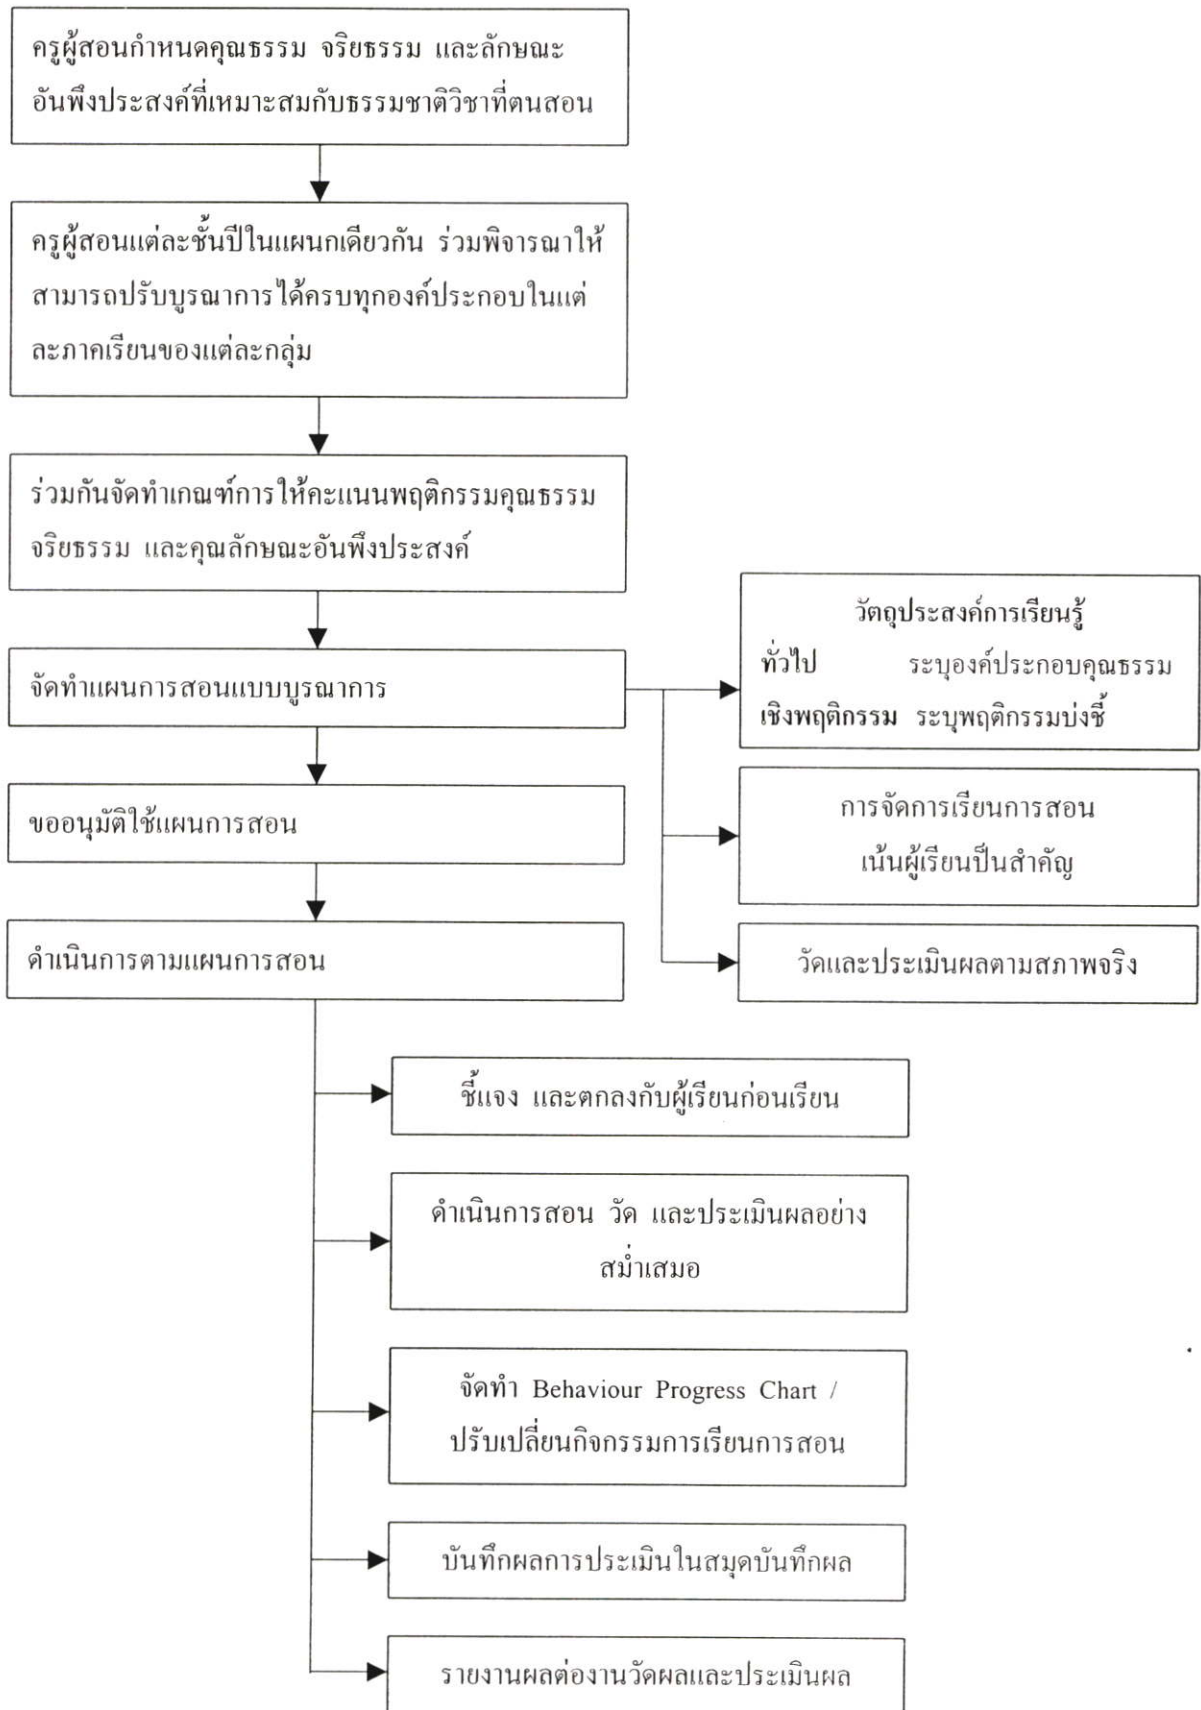 ครูผู้สอนกำหนดคุณธรรม จริยธรรม และลักษณะ
อันพึงประสงค์ที่เหมาะสมกับธรรมชาติวิชาที่ตนสอน
ครูผู้สอนแต่ละชั้นปีในแผนกเดียวกัน ร่วมพิจารณาให้
สามารถปรับบูรณาการได้ครบทุกองค์ประกอบในแต่
ละภาคเรียนของแต่ละกลุ่ม
ร่วมกันจัดทำเกณฑ์การให้คะแนนพฤติกรรมคุณธรรม
จริยธรรม และคุณลักษณะอันพึงประสงค์
จัดทำแผนการสอนแบบบูรณาการ
วัตถุประสงค์การเรียนรู้
ทั่วไป ระบุองค์ประกอบคุณธรรม
เชิงพฤติกรรม ระบุพฤติกรรมบ่งชี้
การจัดการเรียนการสอน
เน้นผู้เรียนป็นสำคัญ
วัดและประเมินผลตามสภาพจริง
ขออนุมัติใช้แผนการสอน
ดำเนินการตามแผนการสอน
ชี้แจง และตกลงกับผู้เรียนก่อนเรียน
ดำเนินการสอน วัด และประเมินผลอย่าง
สม่ำเสมอ
จัดทำ Behaviour Progress Chart /
ปรับเปลี่ยนกิจกรรมการเรียนการสอน
บันทึกผลการประเมินในสมุดบันทึกผล
รายงานผลต่องานวัดผลและประเมินผล